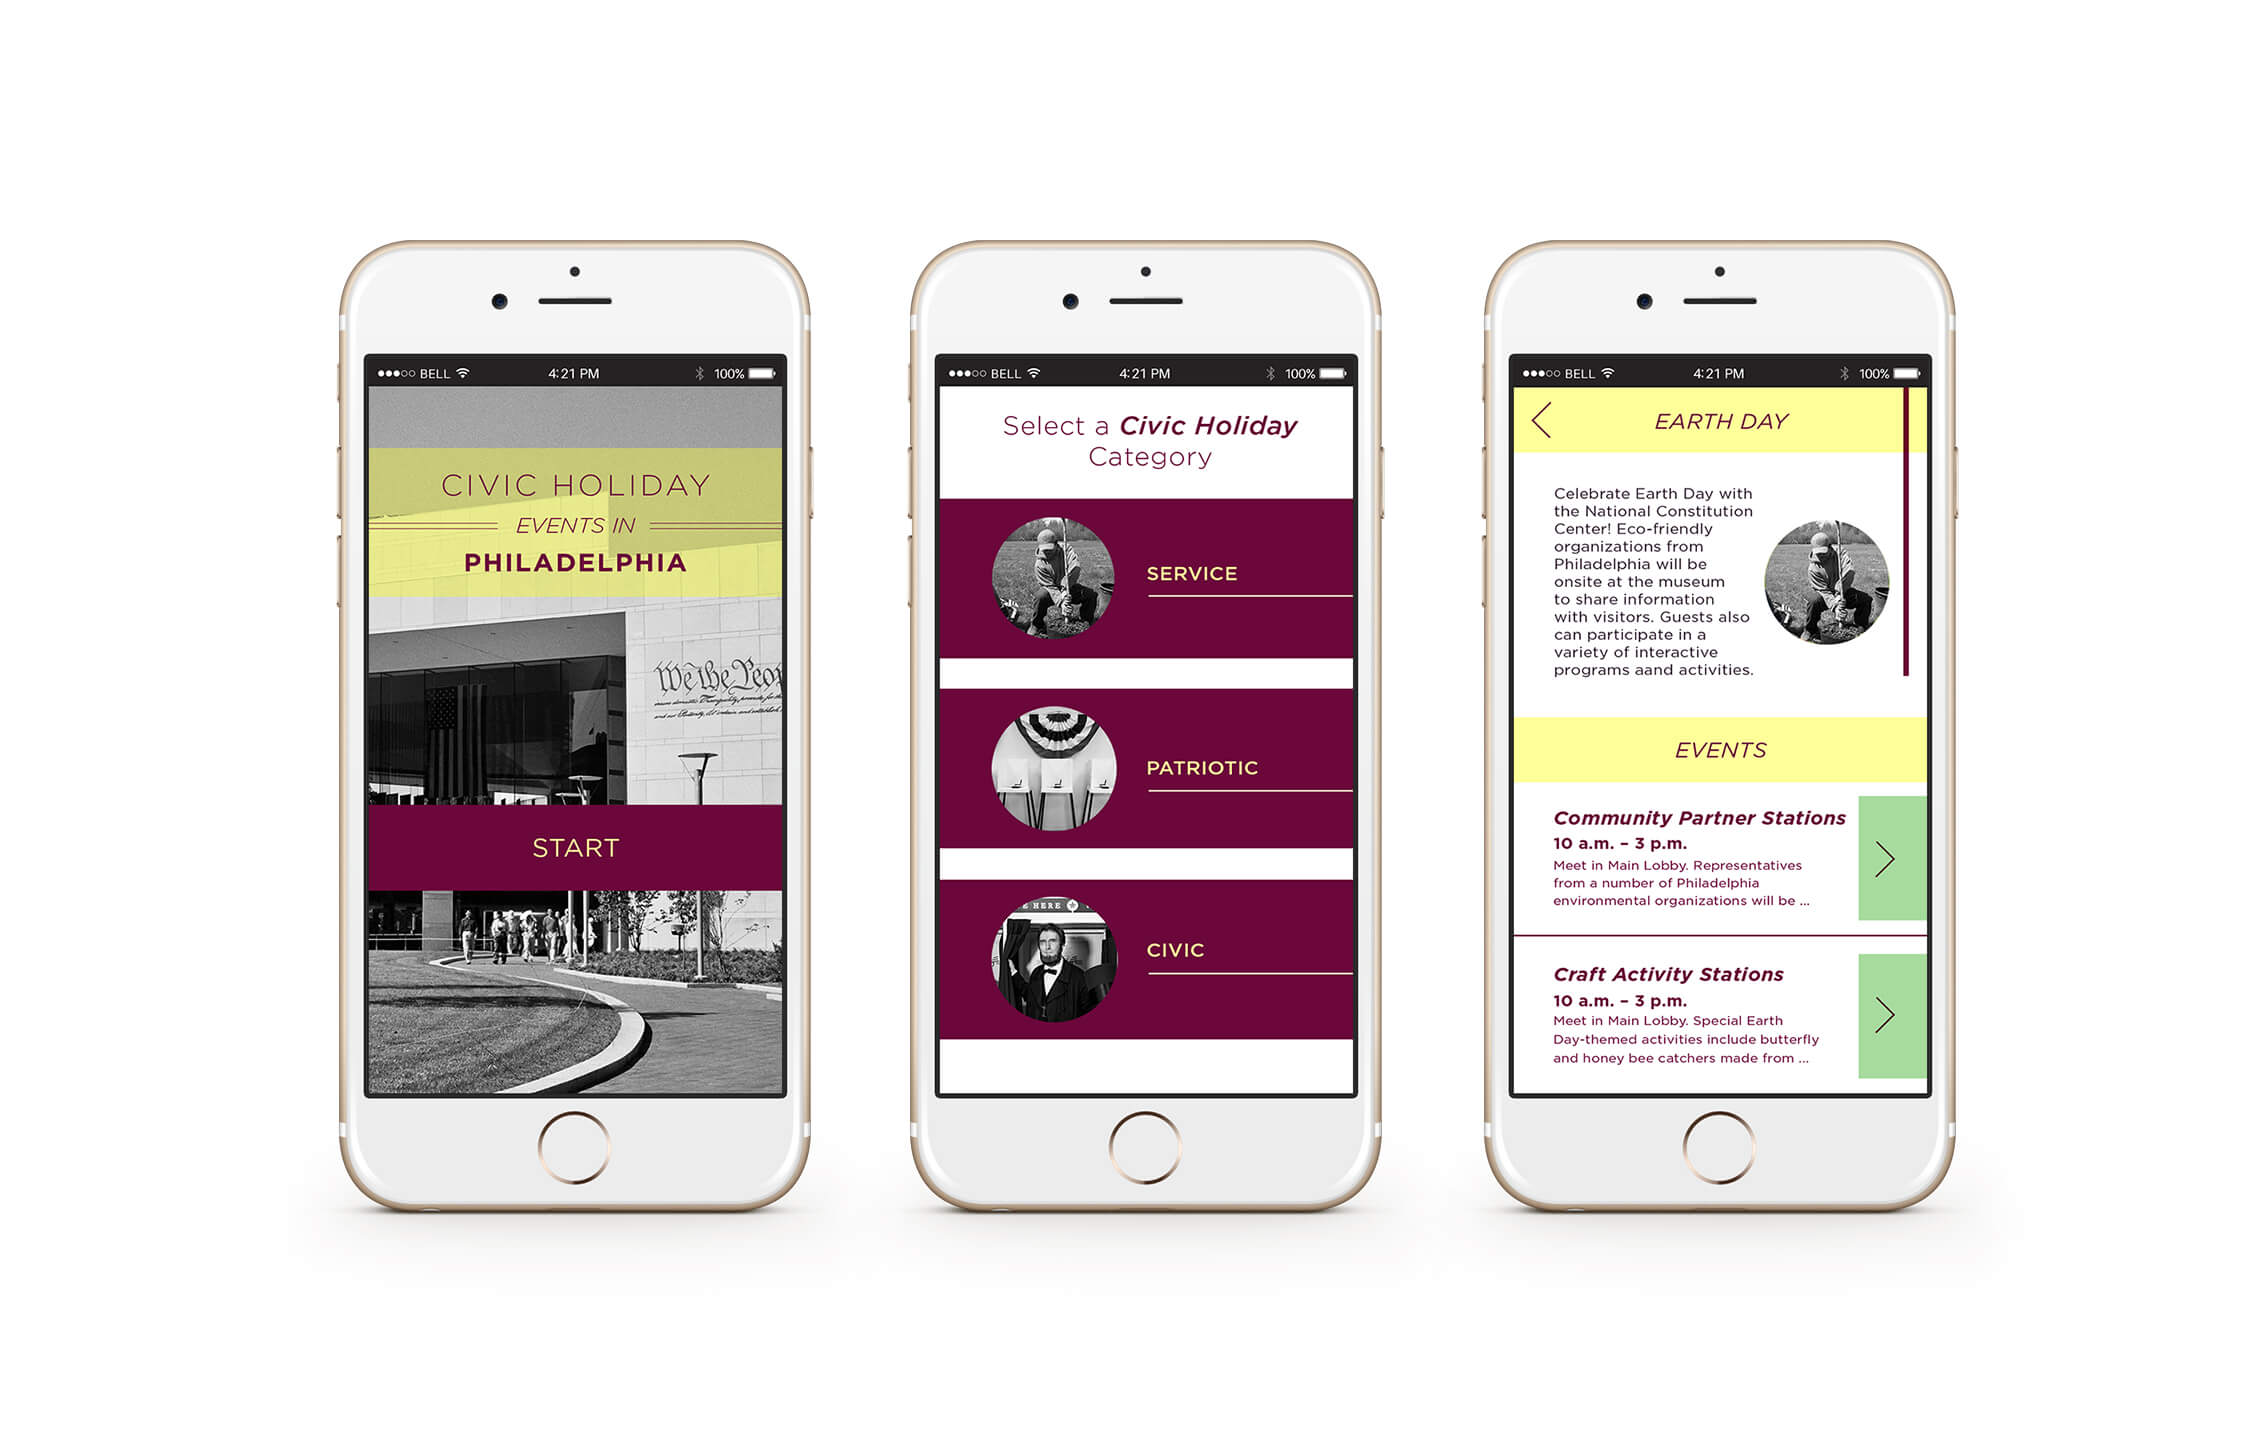 BELL 4:21 PM 100%
CIVIC HOLIDAY
EVENTS IN
PHILADELPHIA
We the Peop
START
BELL 4:21 PM 100%
Select a Civic Holiday
Category
SERVICE
PATRIOTIC
E HERE
CIVIC
BELL 4:21 PM 100%
EARTH DAY
Celebrate Earth Day with
the National Constitution
Center! Eco-friendly
organizations from
Philadelphia will be
onsite at the museum
to share information
with visitors. Guests also
can participate in a
variety of interactive
programs aand activities.
EVENTS
Community Partner Stations
10 a.m. – 3 p.m.
Meet in Main Lobby. Representatives
from a number of Philadelphia
environmental organizations will be ...
Craft Activity Stations
10 a.m. – 3 p.m.
Meet in Main Lobby. Special Earth
Day-themed activities include butterfly
and honey bee catchers made from ...